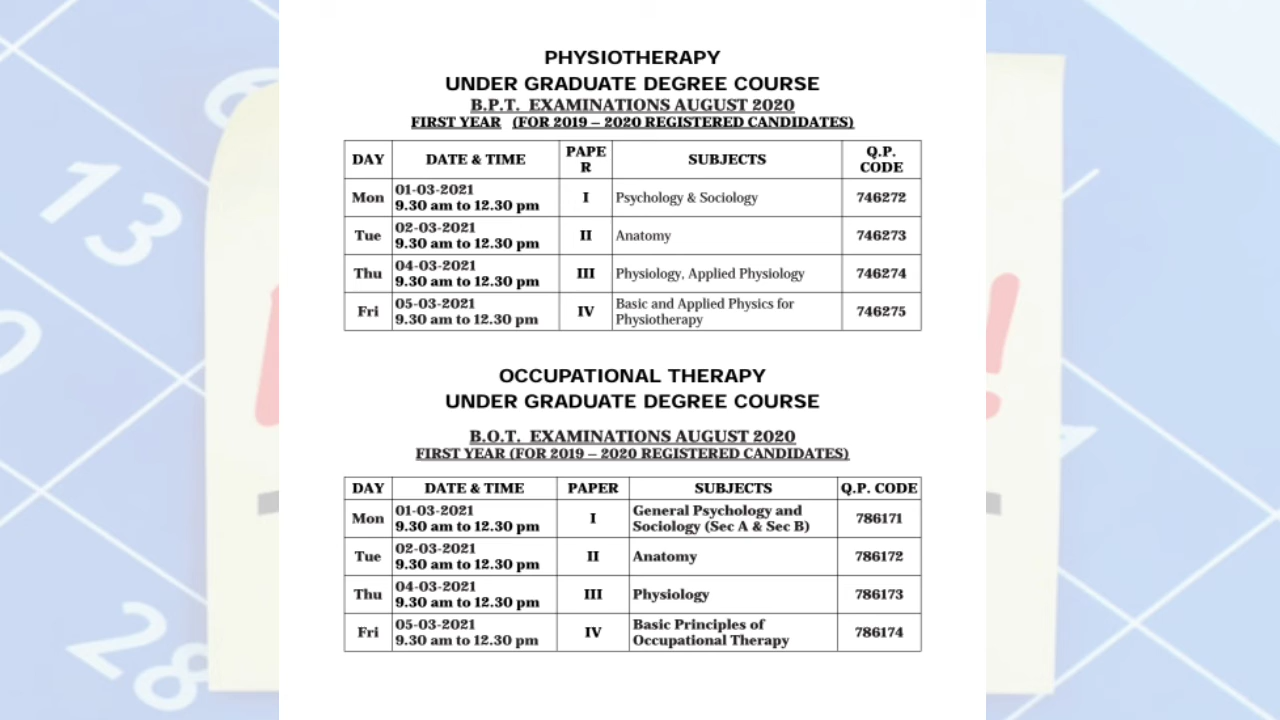 PHYSIOTHERAPY
UNDER GRADUATE DEGREE COURSE
B.P.T. EXAMINATIONS AUGUST 2020
FIRST YEAR (FOR 2019 – 2020 REGISTERED CANDIDATES)
DAY DATE & TIME PAPE R SUBJECTS Q.P. CODE
Mon 01-03-2021 9.30 am to 12.30 pm I Psychology & Sociology 746272
Tue 02-03-2021 9.30 am to 12.30 pm II Anatomy 746273
Thu 04-03-2021 9.30 am to 12.30 pm III Physiology, Applied Physiology 746274
Fri 05-03-2021 9.30 am to 12.30 pm IV Basic and Applied Physics for Physiotherapy 746275
OCCUPATIONAL THERAPY
UNDER GRADUATE DEGREE COURSE
B.O.T. EXAMINATIONS AUGUST 2020
FIRST YEAR (FOR 2019 – 2020 REGISTERED CANDIDATES)
DAY DATE & TIME PAPER SUBJECTS Q.P. CODE
Mon 01-03-2021 9.30 am to 12.30 pm I General Psychology and Sociology (Sec A & Sec B) 786171
Tue 02-03-2021 9.30 am to 12.30 pm II Anatomy 786172
Thu 04-03-2021 9.30 am to 12.30 pm III Physiology 786173
Fri 05-03-2021 9.30 am to 12.30 pm IV Basic Principles of Occupational Therapy 786174
13
28